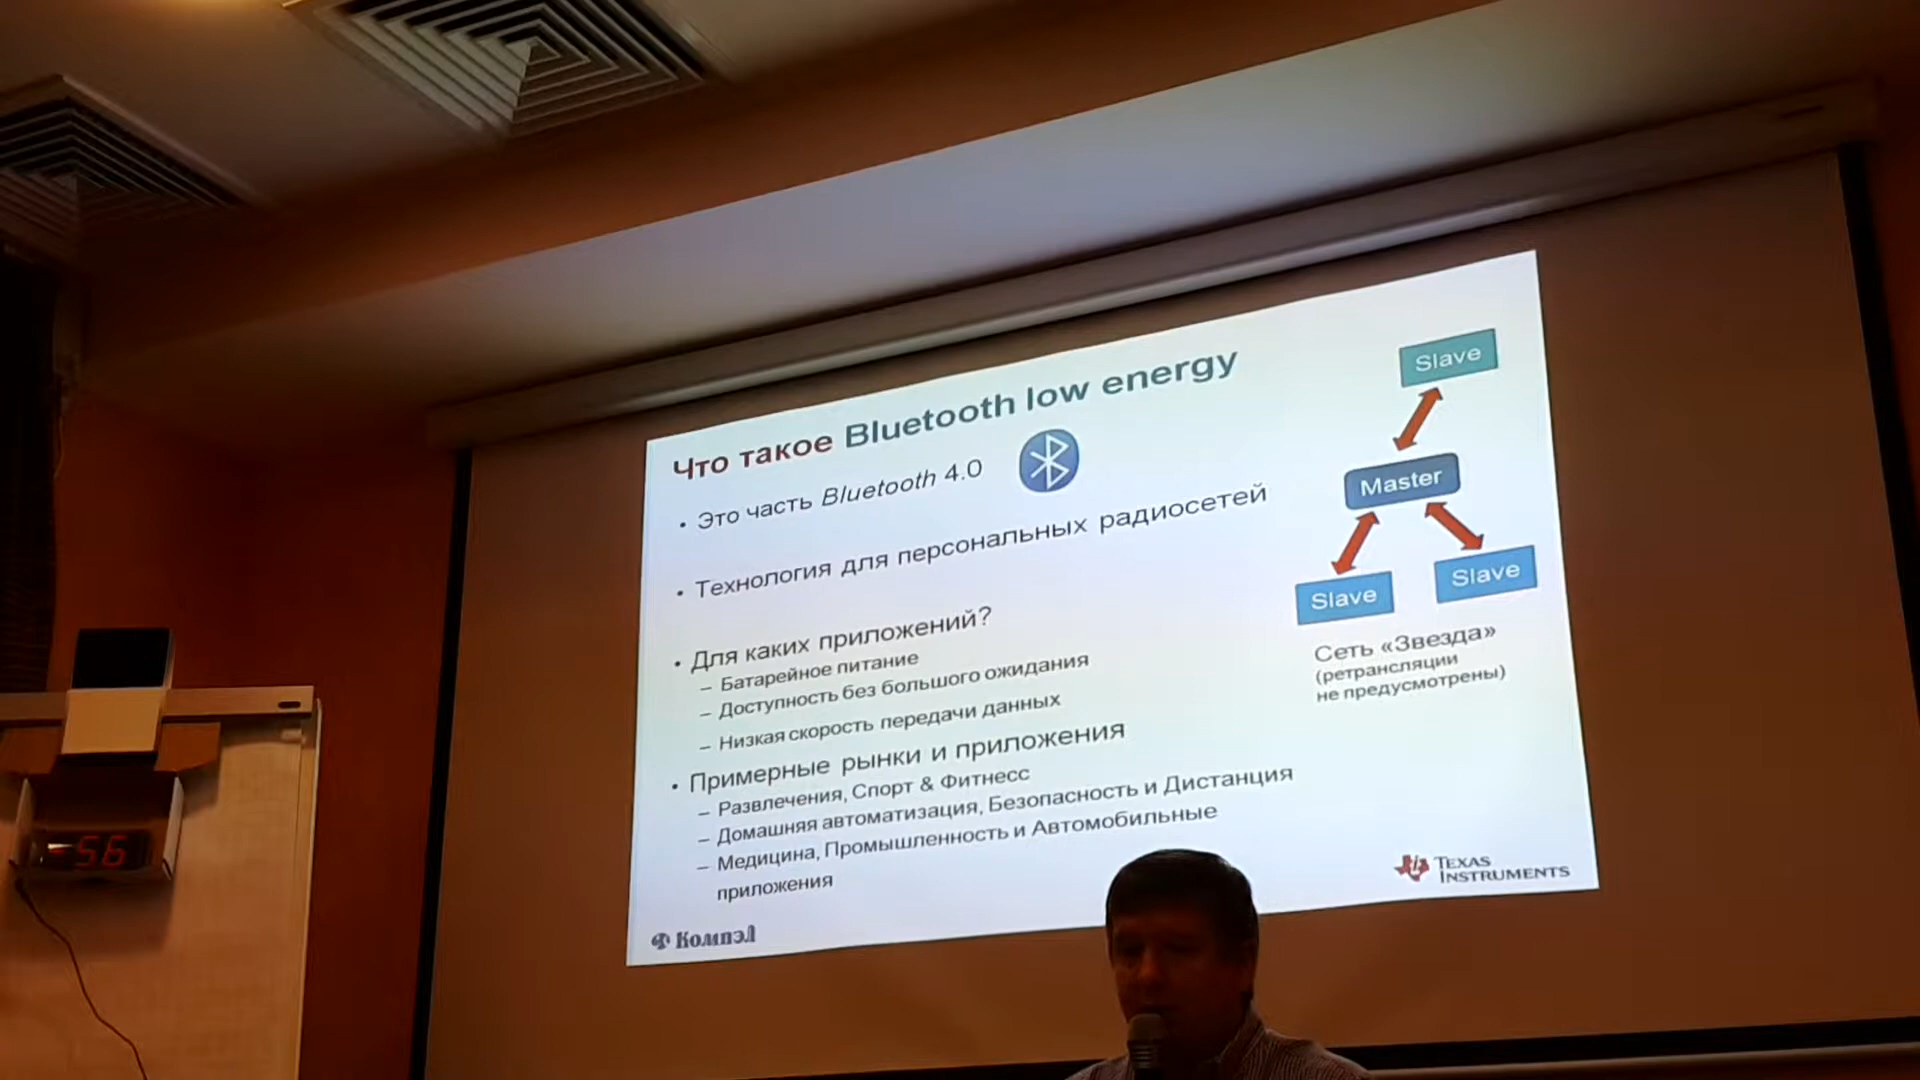 Что такое Bluetooth low energy
• Это часть Bluetooth 4.0
• Технология для персональных радиосетей
• Для каких приложений?
– Батарейное питание
– Доступность без большого ожидания
– Низкая скорость передачи данных
• Примерные рынки и приложения
– Развлечения, Спорт & Фитнесс
– Домашняя автоматизация, Безопасность и Дистанция
– Медицина, Промышленность и Автомобильные
приложения
Slave
Master
Slave
Slave
Сеть «Звезда»
(ретрансляции
не предусмотрены)
Компэл
TEXAS
INSTRUMENTS
56